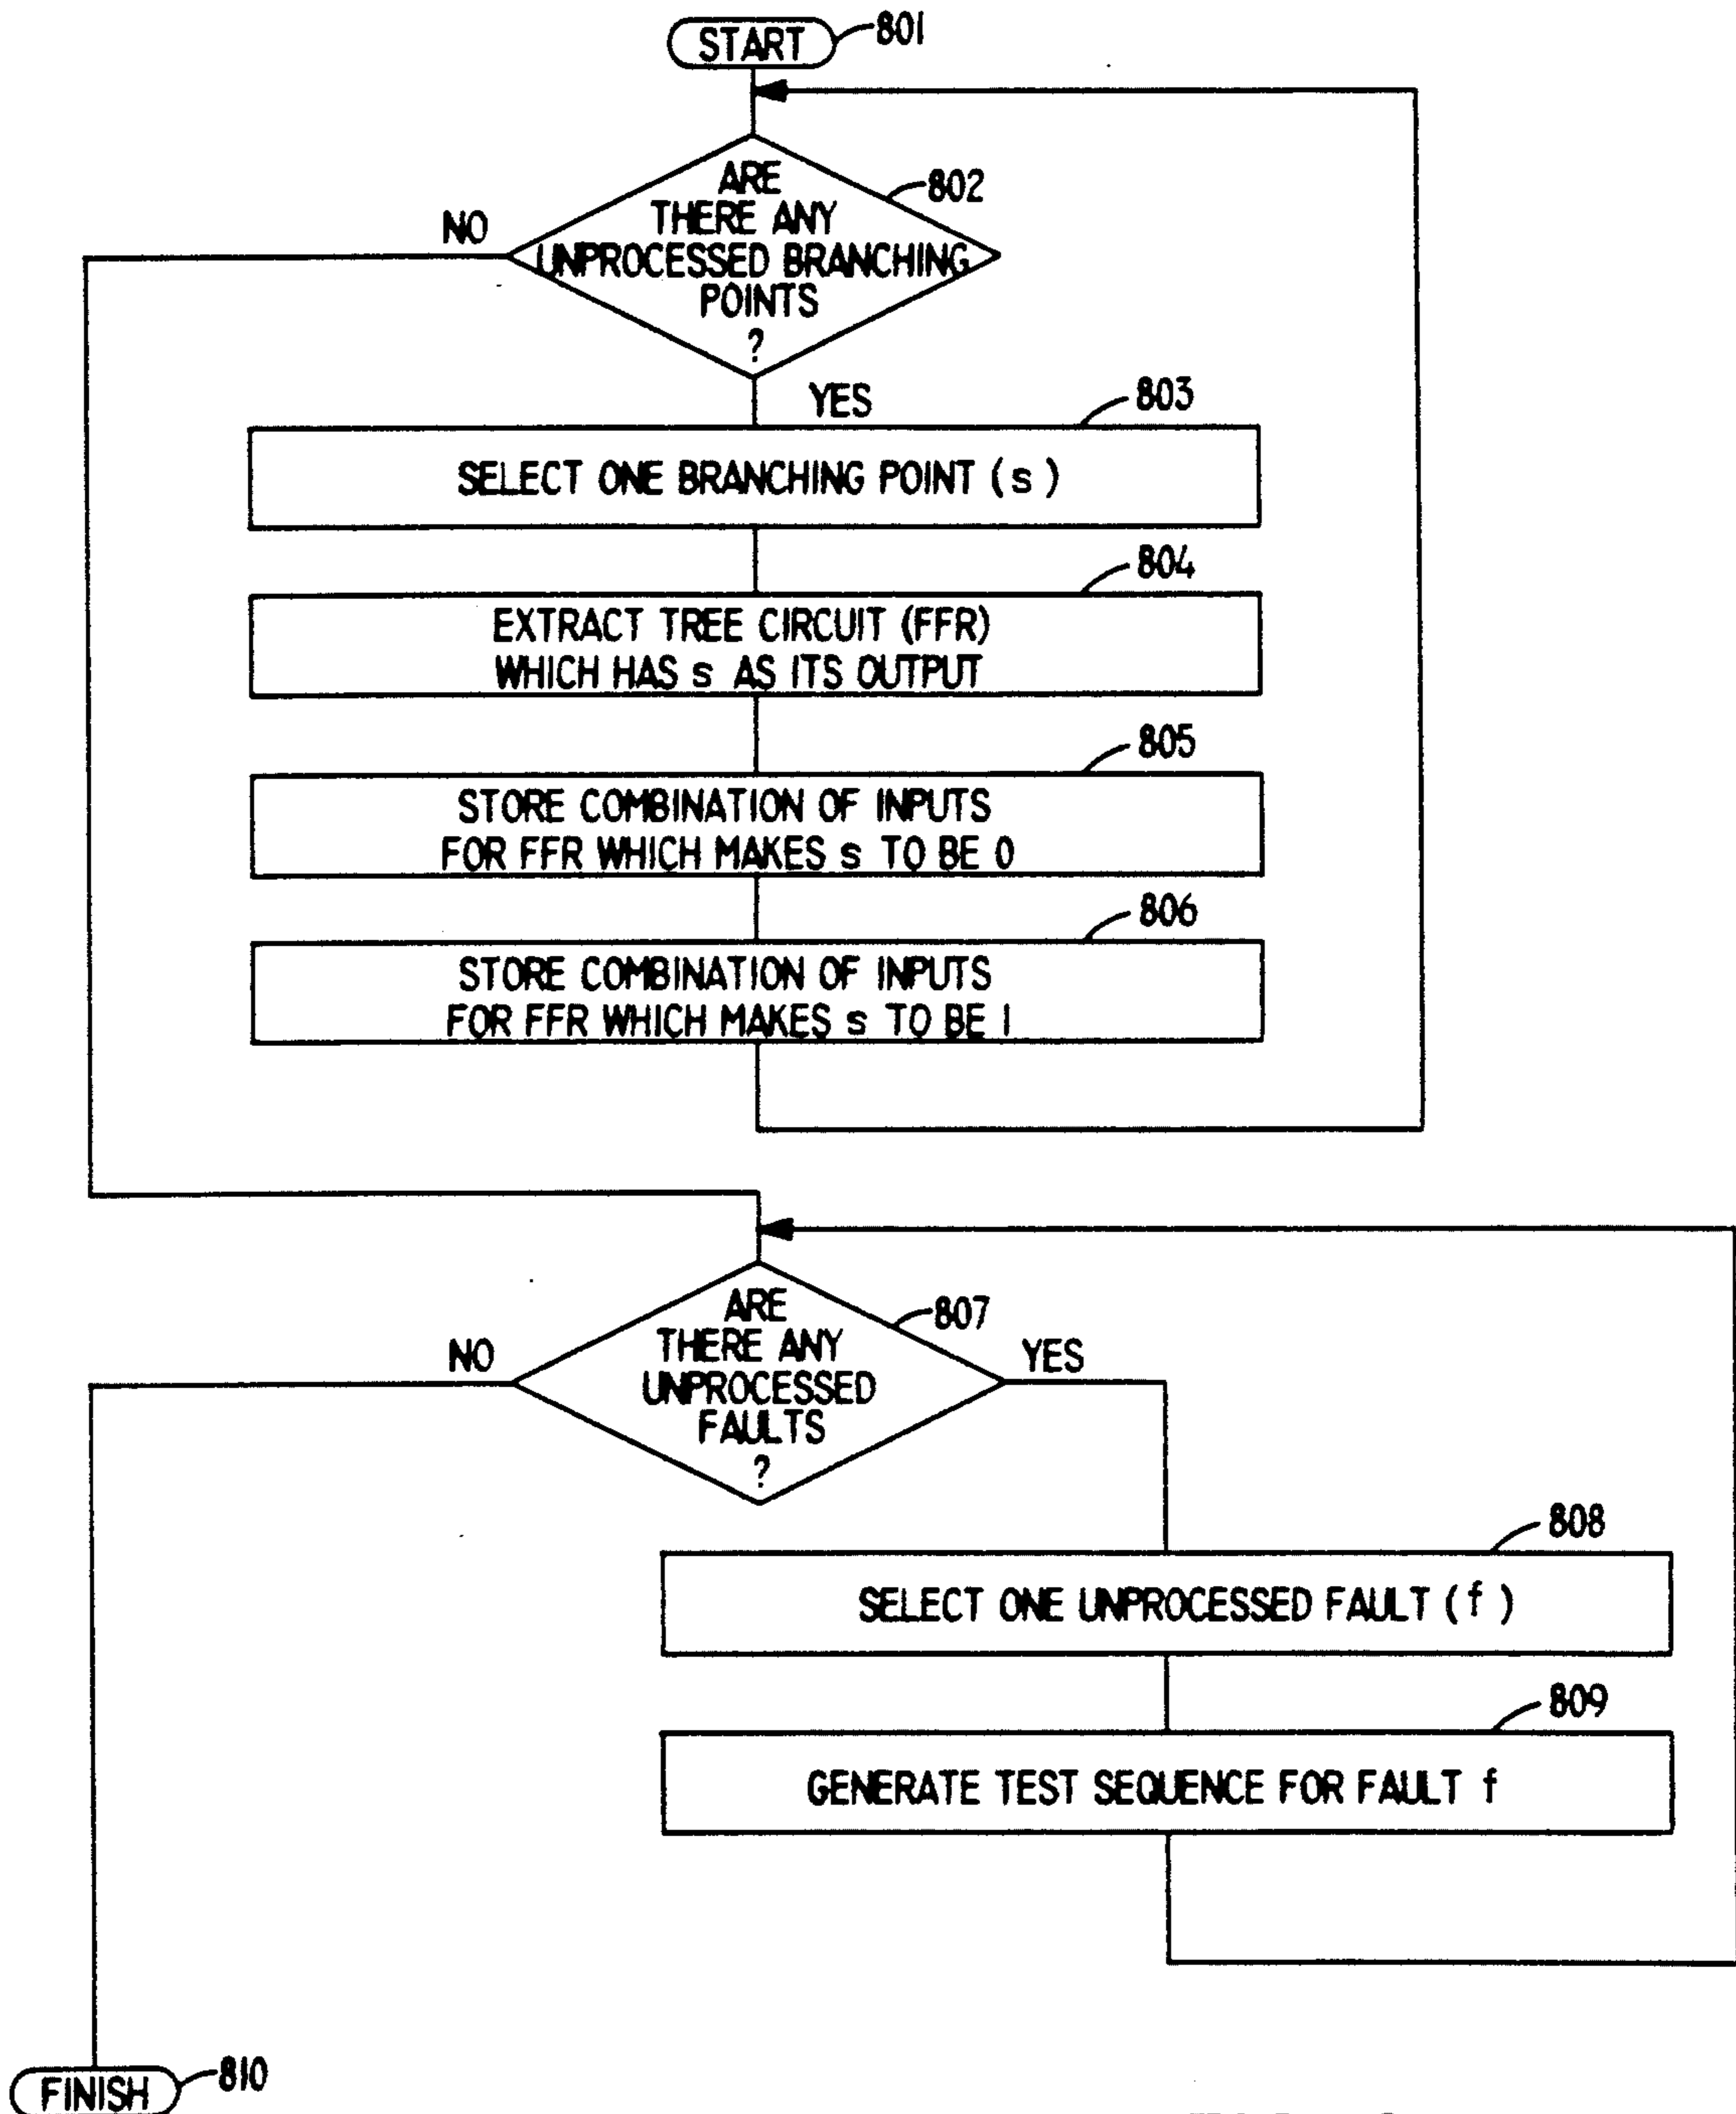 START
801
ARE
THERE ANY
UNPROCESSED BRANCHING
POINTS
?
802
NO
YES
803
SELECT ONE BRANCHING POINT (s)
804
EXTRACT TREE CIRCUIT (FFR)
WHICH HAS s AS ITS OUTPUT
805
STORE COMBINATION OF INPUTS
FOR FFR WHICH MAKES s TO BE 0
806
STORE COMBINATION OF INPUTS
FOR FFR WHICH MAKES s TO BE 1
ARE
THERE ANY
UNPROCESSED
FAULTS
?
807
NO
YES
808
SELECT ONE UNPROCESSED FAULT (f)
809
GENERATE TEST SEQUENCE FOR FAULT f
FINISH
810